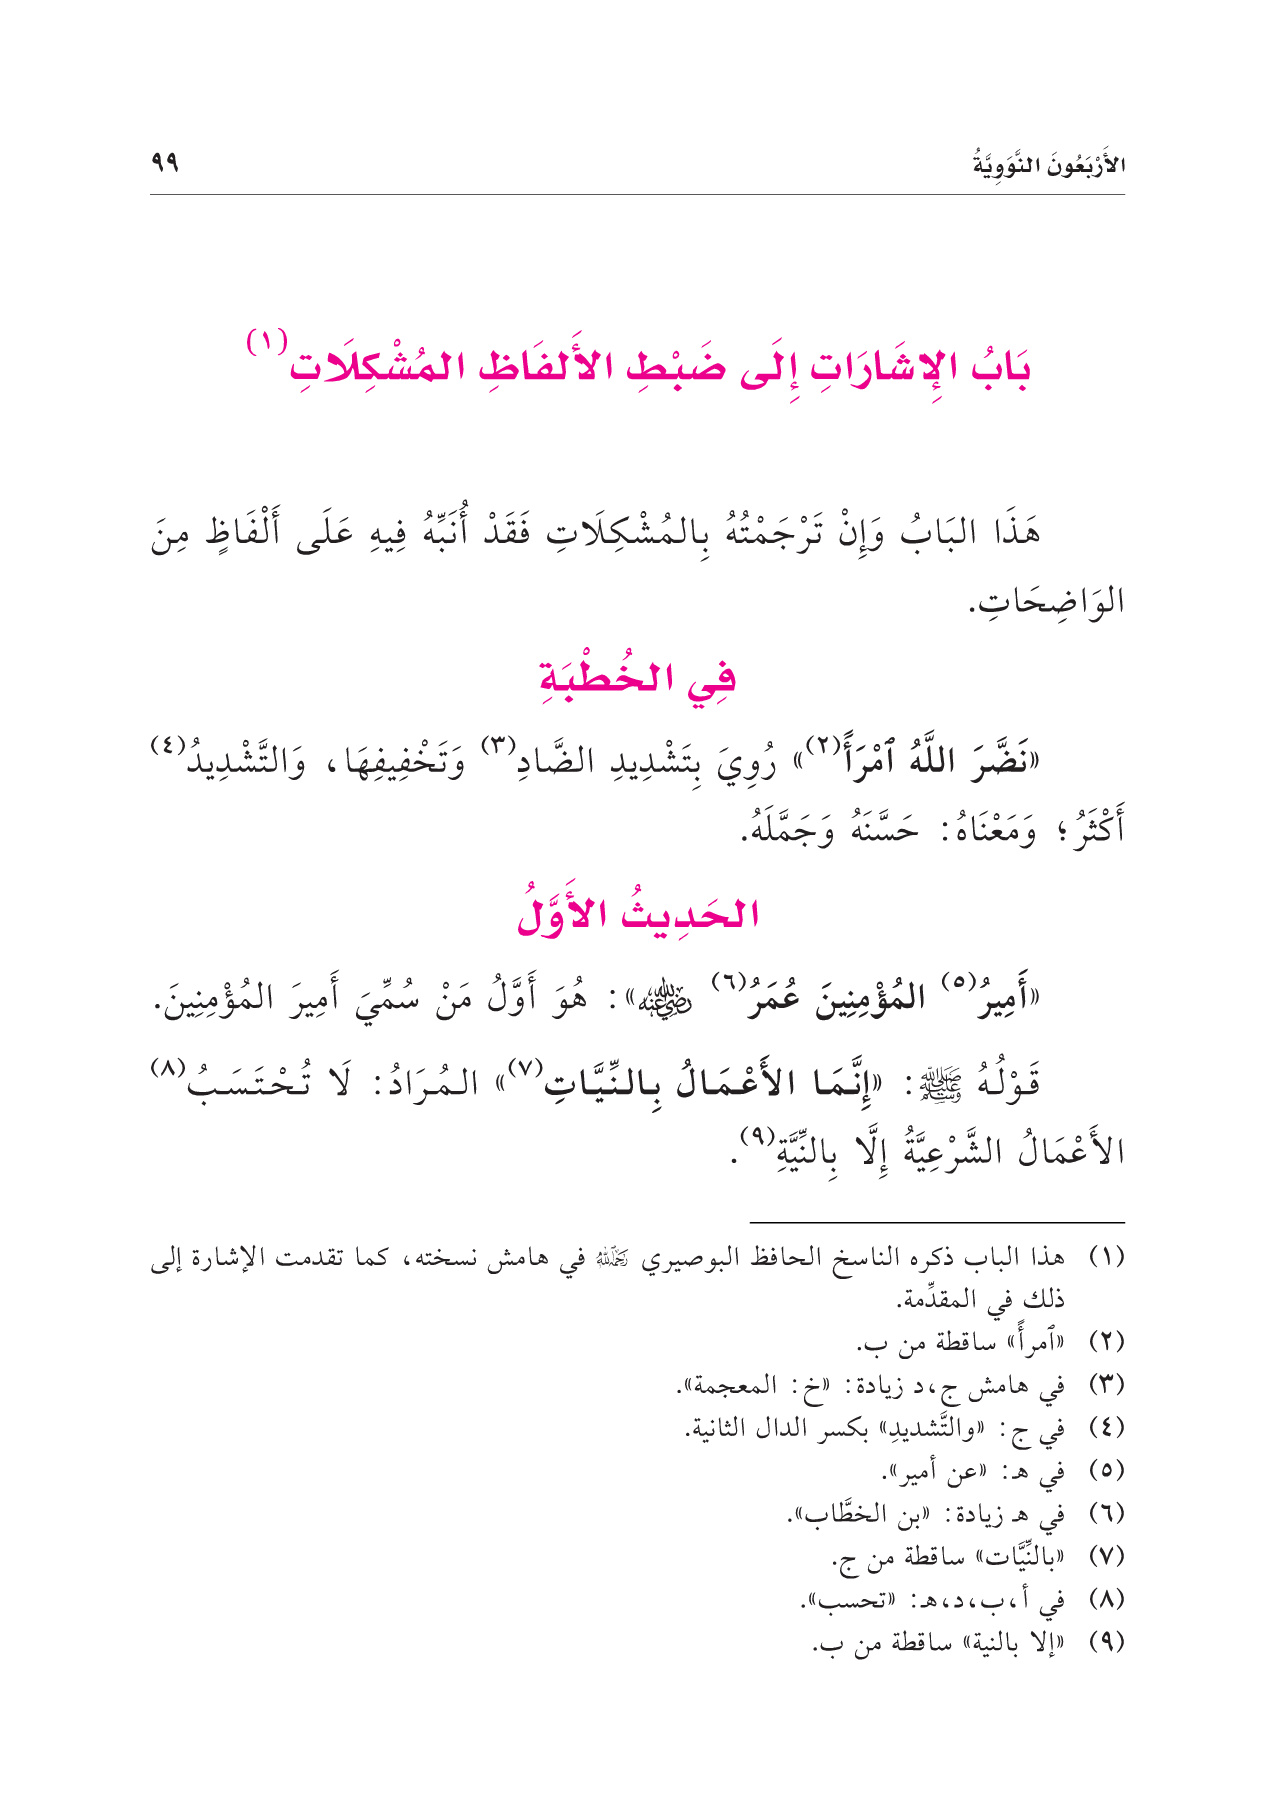 الأَرْبَعُونَ النَّوَوِيَّةُ ٩٩
بَابُ الإِشَارَاتِ إِلَى ضَبْطِ الأَلفَاظِ المُشْكِلَاتِ(١)
هَذَا البَابُ وَإِنْ تَرْجَمْتُهُ بِالمُشْكِلَاتِ فَقَدْ أُنَبِّهُ فِيهِ عَلَى أَلْفَاظٍ مِنَ
الوَاضِحَاتِ.
فِي الخُطْبَةِ
«نَضَّرَ اللَّهُ ٱمْرَأً(٢)» رُوِيَ بِتَشْدِيدِ الضَّادِ(٣) وَتَخْفِيفِهَا، وَالتَّشْدِيدُ(٤)
أَكْثَرُ؛ وَمَعْنَاهُ: حَسَّنَهُ وَجَمَّلَهُ.
الحَدِيثُ الأَوَّلُ
«أَمِيرُ(٥) المُؤْمِنِينَ عُمَرُ(٦) رضي الله عنه»: هُوَ أَوَّلُ مَنْ سُمِّيَ أَمِيرَ المُؤْمِنِينَ.
قَوْلُهُ ﷺ: «إِنَّمَا الأَعْمَالُ بِالنِّيَّاتِ(٧)» المُرَادُ: لَا تُحْتَسَبُ(٨)
الأَعْمَالُ الشَّرْعِيَّةُ إِلَّا بِالنِّيَّةِ(٩).
(١) هذا الباب ذكره الناسخ الحافظ البوصيري رحمه الله في هامش نسخته، كما تقدمت الإشارة إلى
ذلك في المقدِّمة.
(٢) «ٱمرأً» ساقطة من ب.
(٣) في هامش ج، د زيادة: «خ: المعجمة».
(٤) في ج: «والتَّشديدِ» بكسر الدال الثانية.
(٥) في هـ: «عن أمير».
(٦) في هـ زيادة: «بن الخطَّاب».
(٧) «بالنِّيَّات» ساقطة من ج.
(٨) في أ، ب، د، هـ: «تحسب».
(٩) «إلا بالنية» ساقطة من ب.